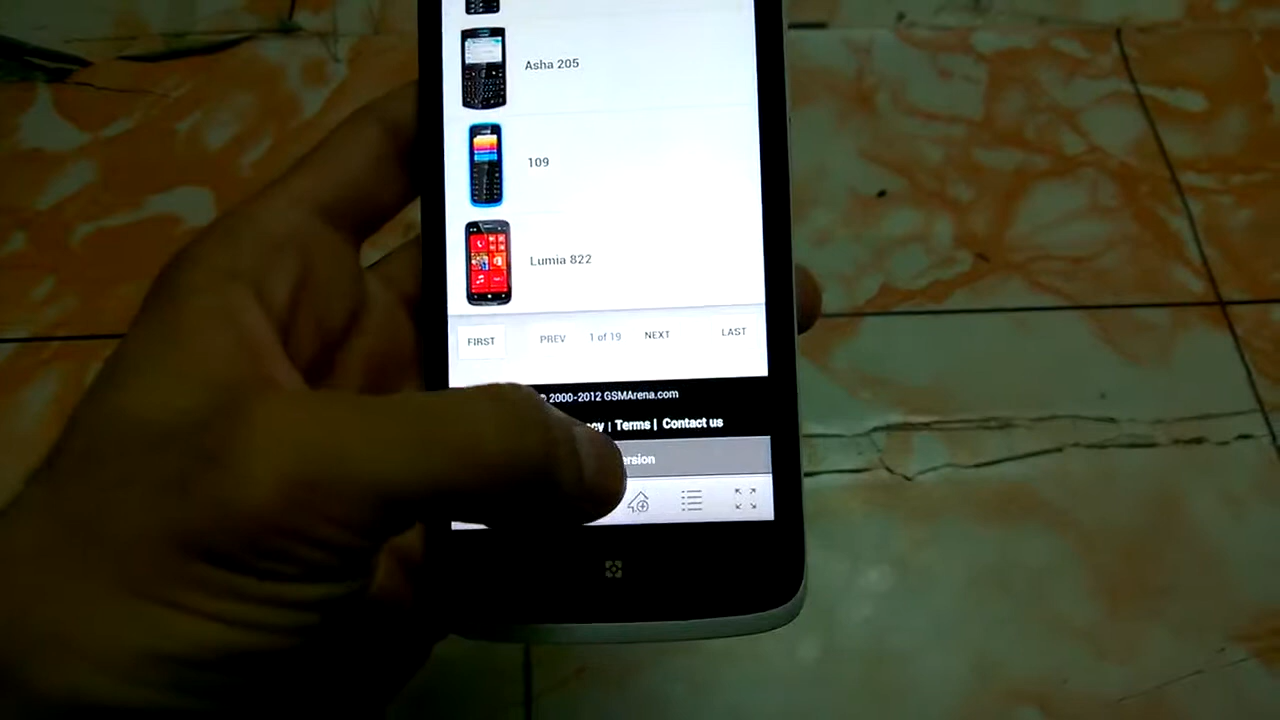 Asha 205
109
Lumia 822
FIRST PREV 1 of 19 NEXT LAST
2000-2012 GSMArena.com
| Terms | Contact us